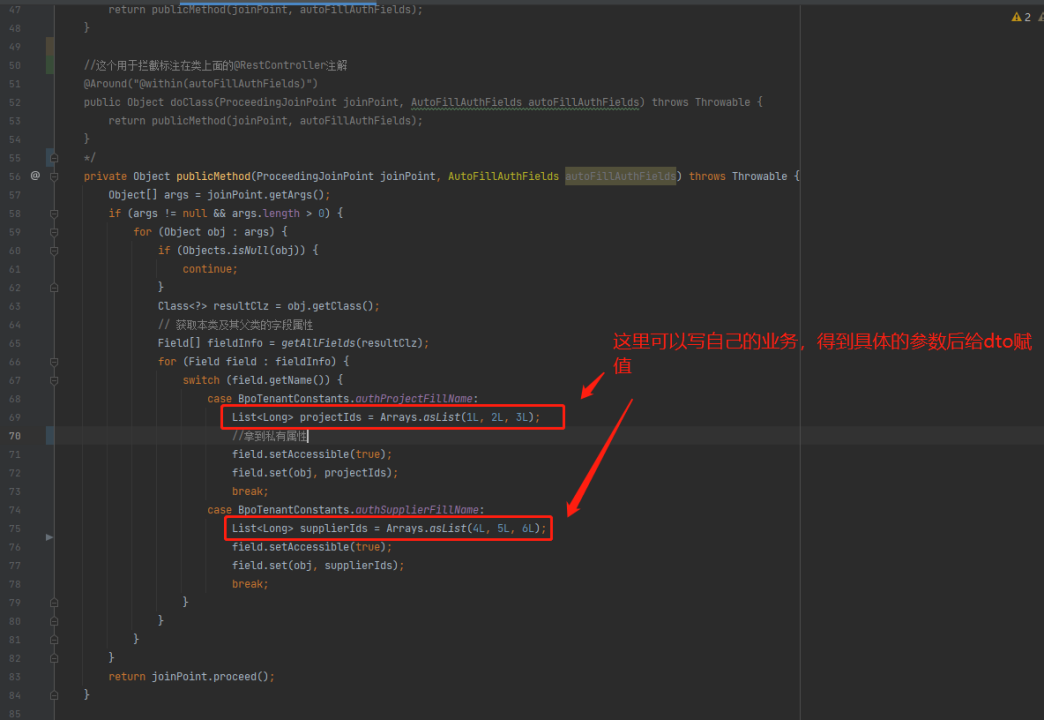 47 return publicMethod(joinPoint, autoFillAuthFields);
48 }
49
50 //这个用于拦截标注在类上面的@RestController注解
51 @Around("@within(autoFillAuthFields)")
52 public Object doClass(ProceedingJoinPoint joinPoint, AutoFillAuthFields autoFillAuthFields) throws Throwable {
53 return publicMethod(joinPoint, autoFillAuthFields);
54 }
55 */
56 @ private Object publicMethod(ProceedingJoinPoint joinPoint, AutoFillAuthFields autoFillAuthFields) throws Throwable {
57 Object[] args = joinPoint.getArgs();
58 if (args != null && args.length > 0) {
59 for (Object obj : args) {
60 if (Objects.isNull(obj)) {
61 continue;
62 }
63 Class<?> resultClz = obj.getClass();
64 // 获取本类及其父类的字段属性
65 Field[] fieldInfo = getAllFields(resultClz);
66 for (Field field : fieldInfo) {
67 switch (field.getName()) {
68 case BpoTenantConstants.authProjectFillName:
69 List<Long> projectIds = Arrays.asList(1L, 2L, 3L);
70 //拿到私有属性
71 field.setAccessible(true);
72 field.set(obj, projectIds);
73 break;
74 case BpoTenantConstants.authSupplierFillName:
75 List<Long> supplierIds = Arrays.asList(4L, 5L, 6L);
76 field.setAccessible(true);
77 field.set(obj, supplierIds);
78 break;
79 }
80 }
81 }
82 }
83 return joinPoint.proceed();
84 }
85
2
这里可以写自己的业务，得到具体的参数后给dto赋
值